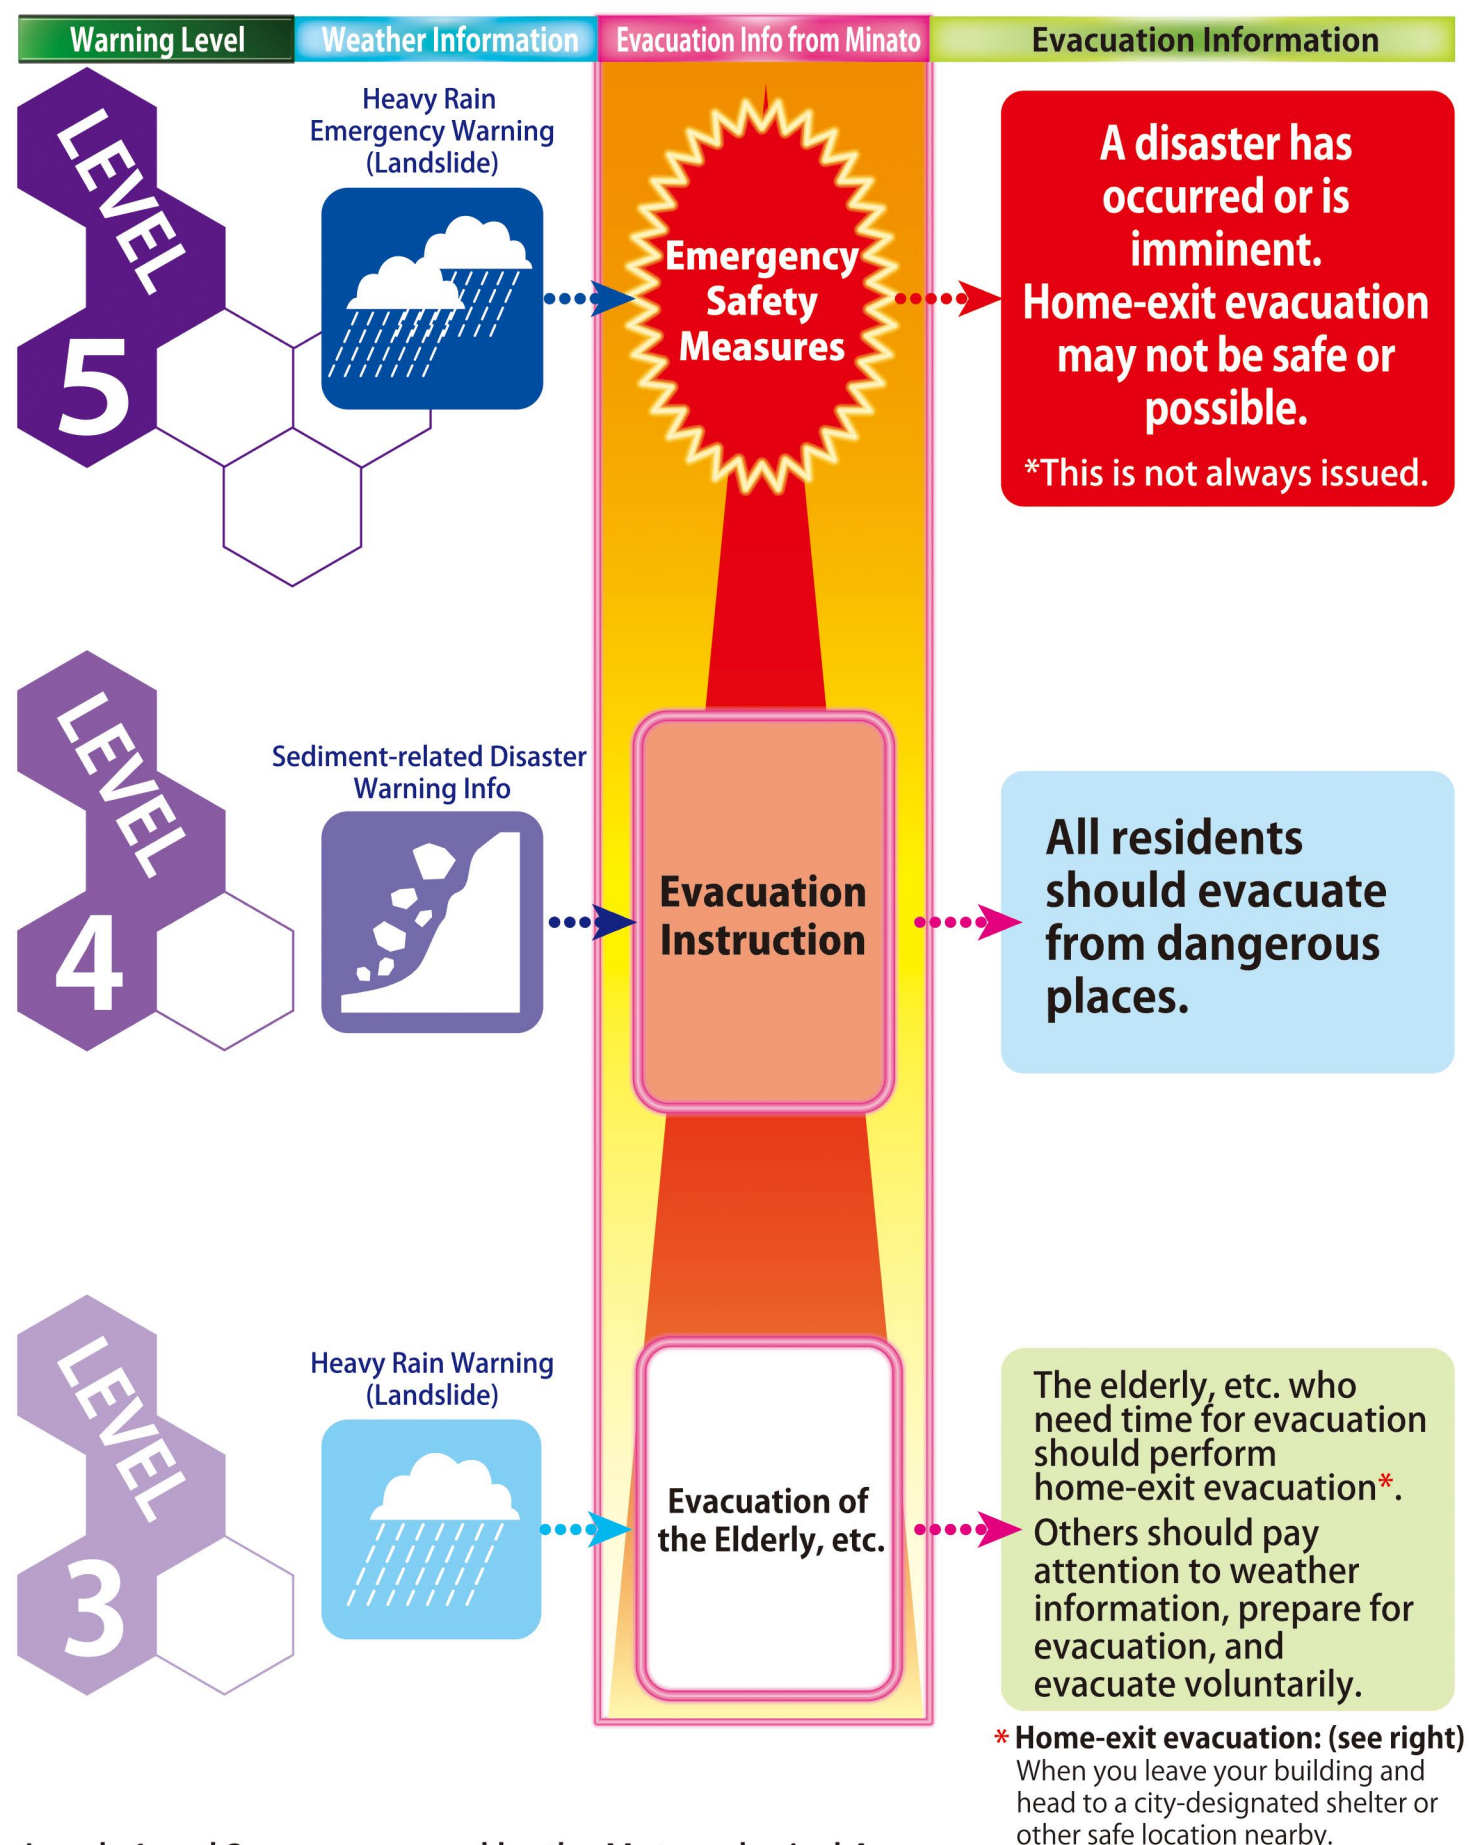 Warning Level
Weather Information
Evacuation Info from Minato
Evacuation Information
LEVEL
5
Heavy Rain
Emergency Warning
(Landslide)
Emergency
Safety
Measures
A disaster has
occurred or is
imminent.
Home-exit evacuation
may not be safe or
possible.
*This is not always issued.
LEVEL
4
Sediment-related Disaster
Warning Info
Evacuation
Instruction
All residents
should evacuate
from dangerous
places.
LEVEL
3
Heavy Rain Warning
(Landslide)
Evacuation of
the Elderly, etc.
The elderly, etc. who
need time for evacuation
should perform
home-exit evacuation*.
Others should pay
attention to weather
information, prepare for
evacuation, and
evacuate voluntarily.
* Home-exit evacuation: (see right)
When you leave your building and
head to a city-designated shelter or
other safe location nearby.